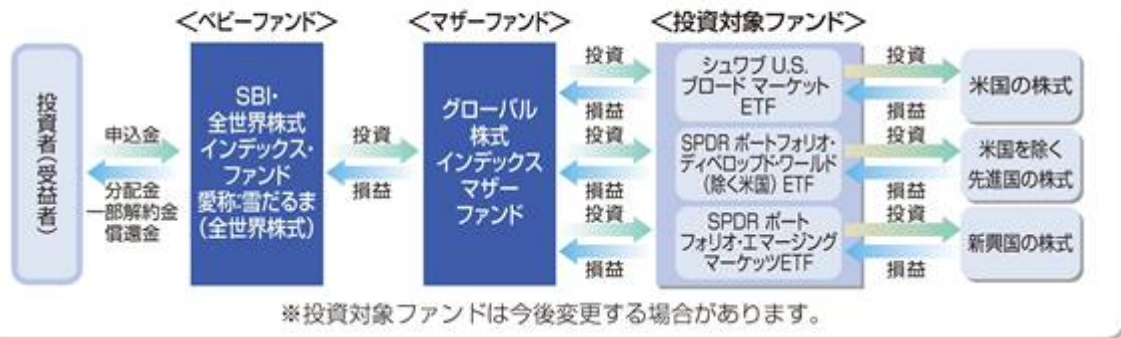 <ベビーファンド>
<マザーファンド>
<投資対象ファンド>
投資者(受益者)
申込金
分配金
一部解約金
償還金
SBI・
全世界株式
インデックス・
ファンド
愛称:雪だるま
(全世界株式)
投資
損益
グローバル
株式
インデックス
マザー
ファンド
投資
損益
投資
損益
投資
損益
シュワブ U.S.
ブロード マーケット
ETF
SPDR ポートフォリオ・
ディベロップド・ワールド
(除く米国) ETF
SPDR ポート
フォリオ・エマージング
マーケッツETF
投資
損益
投資
損益
投資
損益
米国の株式
米国を除く
先進国の株式
新興国の株式
※投資対象ファンドは今後変更する場合があります。